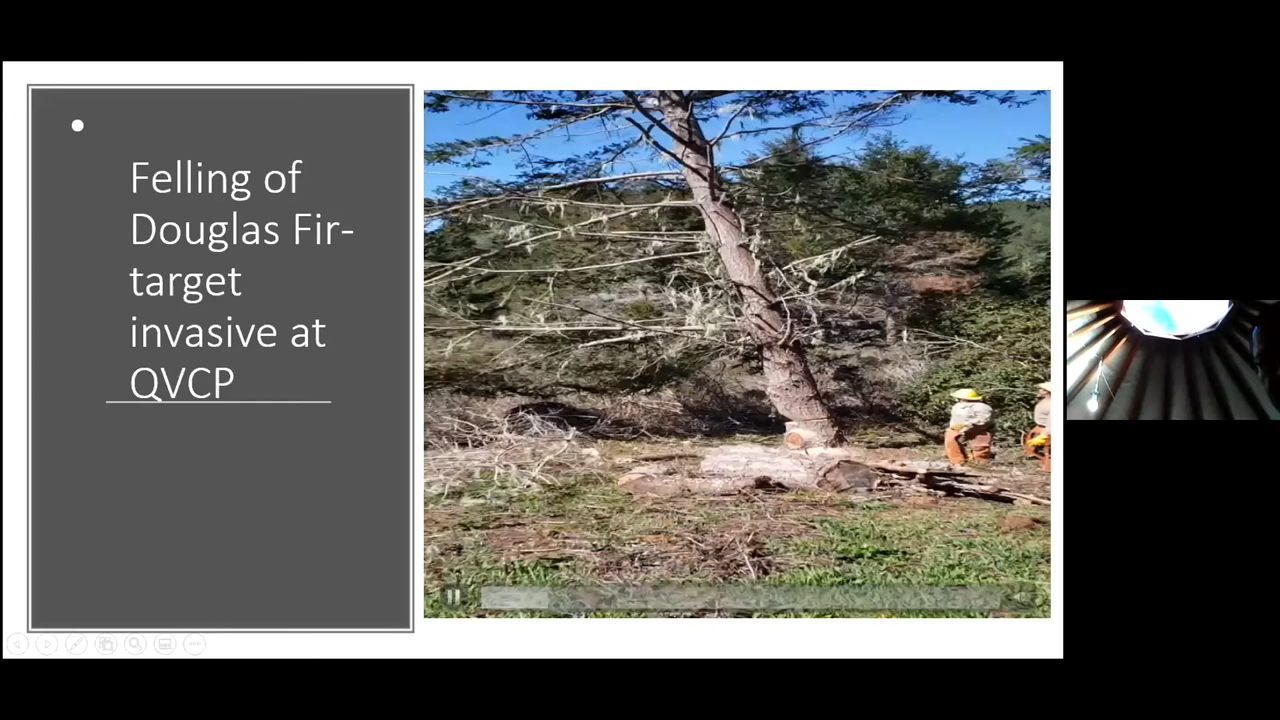 Felling of
Douglas Fir-
target
invasive at
QVCP